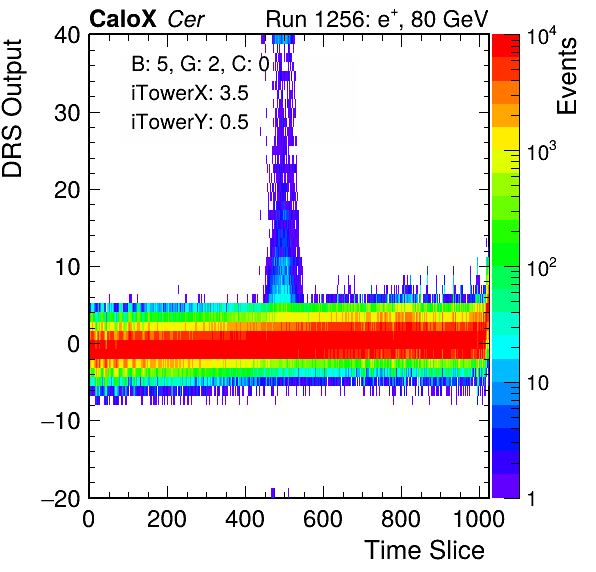 CaloX Cer Run 1256: e+, 80 GeV
B: 5, G: 2, C: 0
iTowerX: 3.5
iTowerY: 0.5
DRS Output
40
30
20
10
0
−10
−20
0 200 400 600 800 1000
Time Slice
Events
10^4
10^3
10^2
10
1